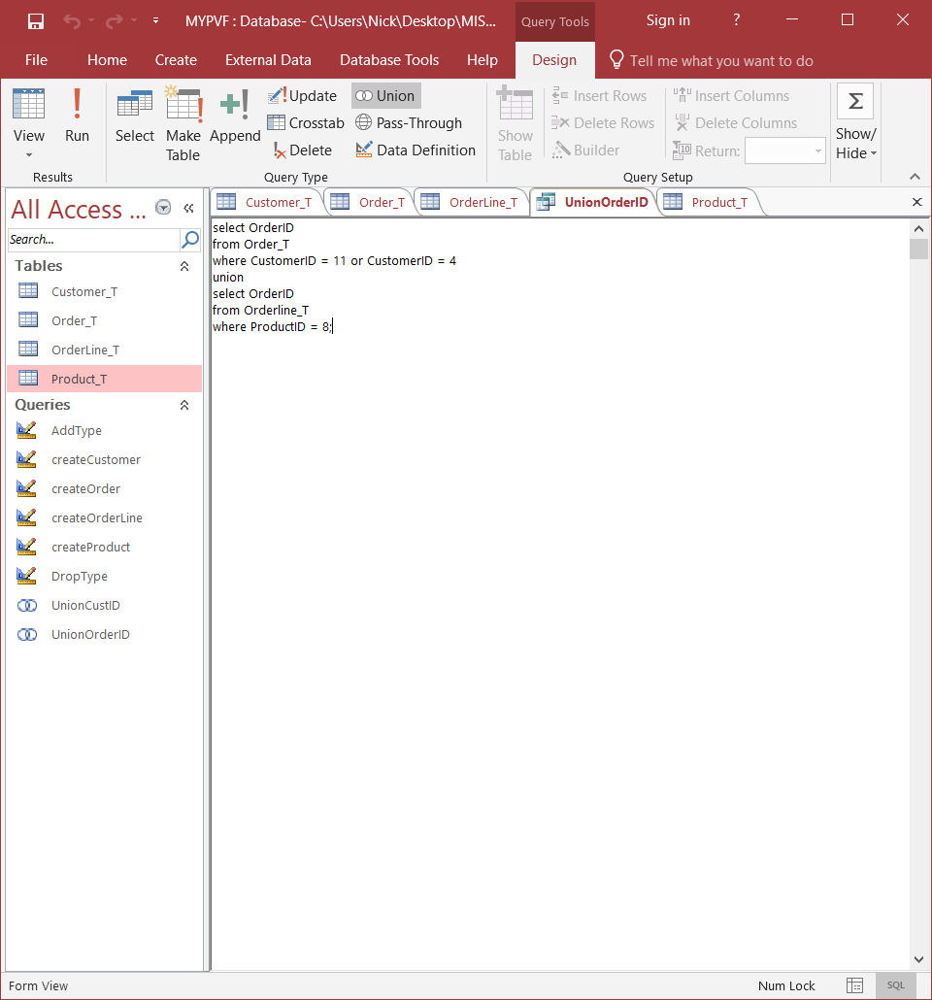 MYPVF : Database- C:\Users\Nick\Desktop\MIS...
Query Tools
Sign in
?
File
Home
Create
External Data
Database Tools
Help
Design
Tell me what you want to do
View
Run
Select
Make
Table
Append
Update
Crosstab
Delete
Union
Pass-Through
Data Definition
Show
Table
Insert Rows
Delete Rows
Builder
Insert Columns
Delete Columns
Return:
Σ
Show/
Hide
Results
Query Type
Query Setup
All Access ...
Search...
Tables
Customer_T
Order_T
OrderLine_T
Product_T
Queries
AddType
createCustomer
createOrder
createOrderLine
createProduct
DropType
UnionCustID
UnionOrderID
Customer_T
Order_T
OrderLine_T
UnionOrderID
Product_T
select OrderID
from Order_T
where CustomerID = 11 or CustomerID = 4
union
select OrderID
from Orderline_T
where ProductID = 8;
Form View
Num Lock
SQL